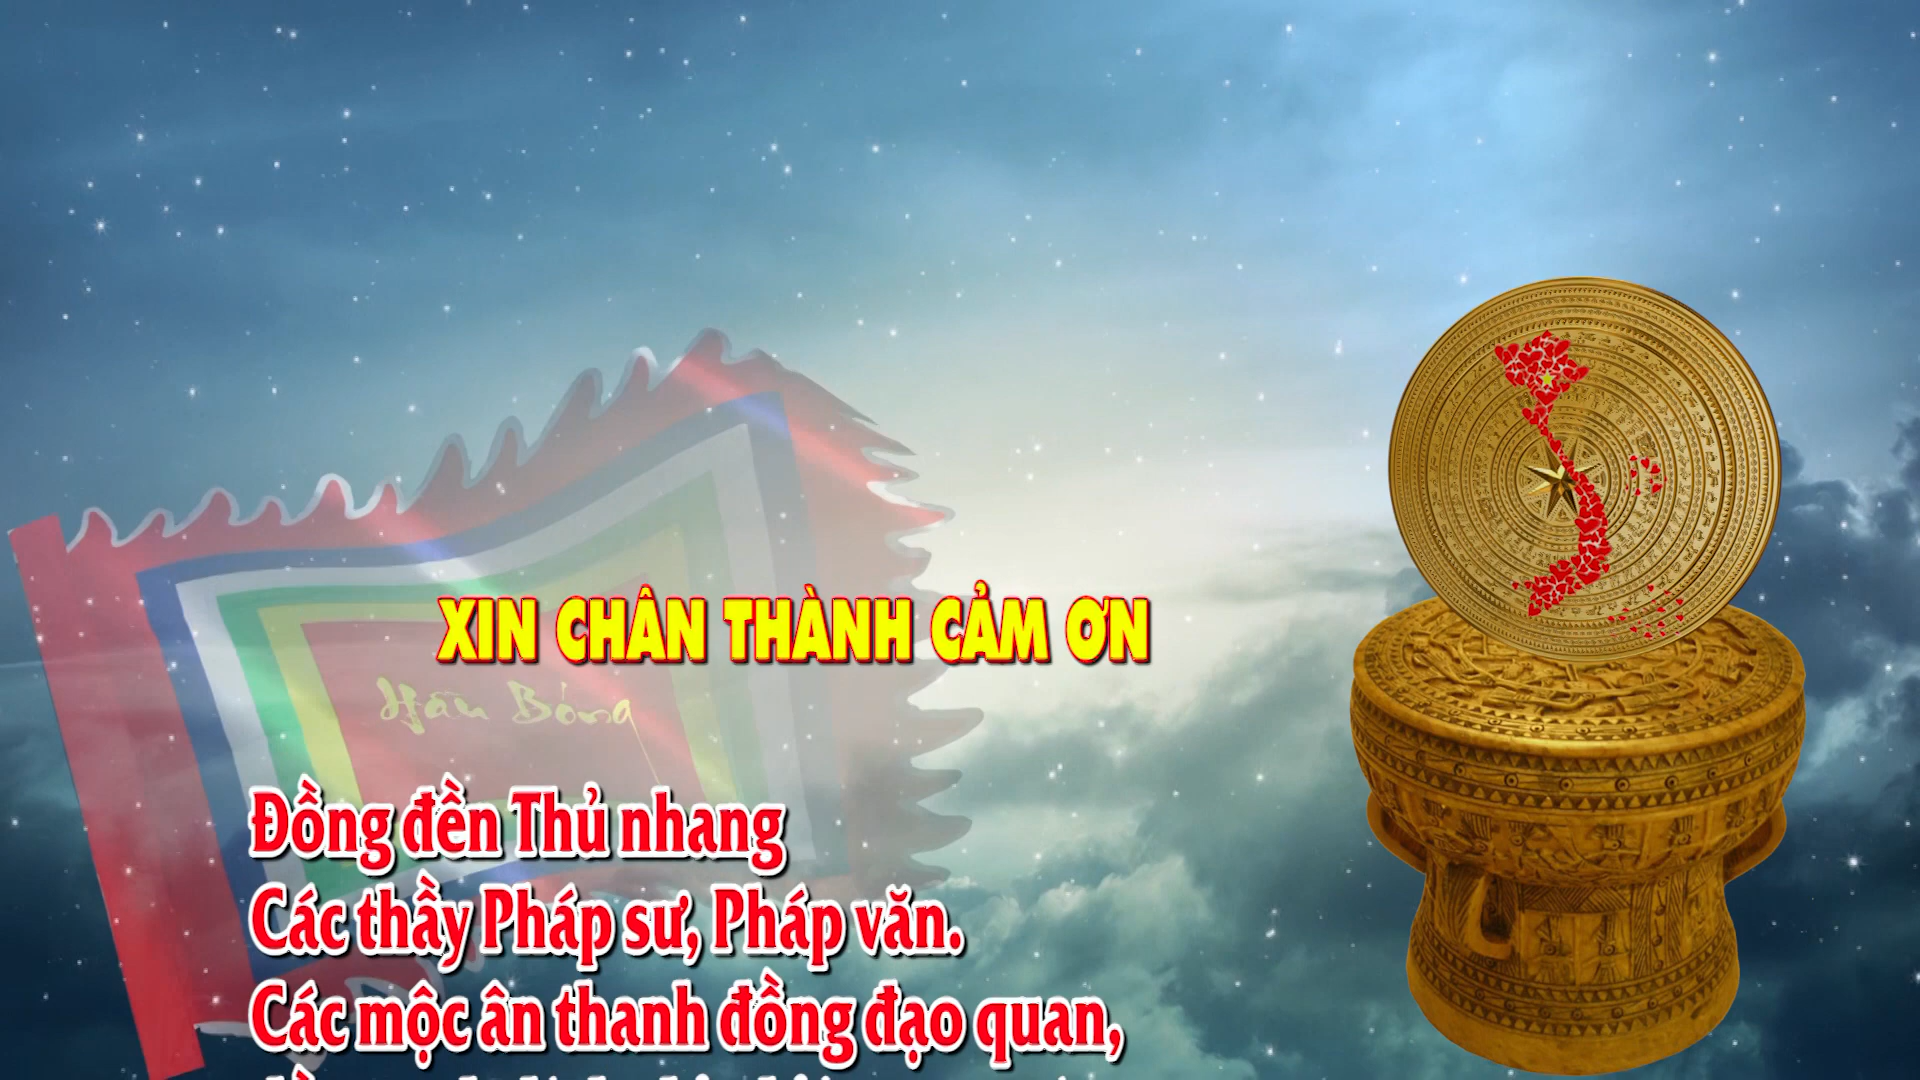 XIN CHÂN THÀNH CẢM ƠN
Hầu Bóng
Đồng đền Thủ nhang
Các thầy Pháp sư, Pháp văn.
Các mộc ân thanh đồng đạo quan,